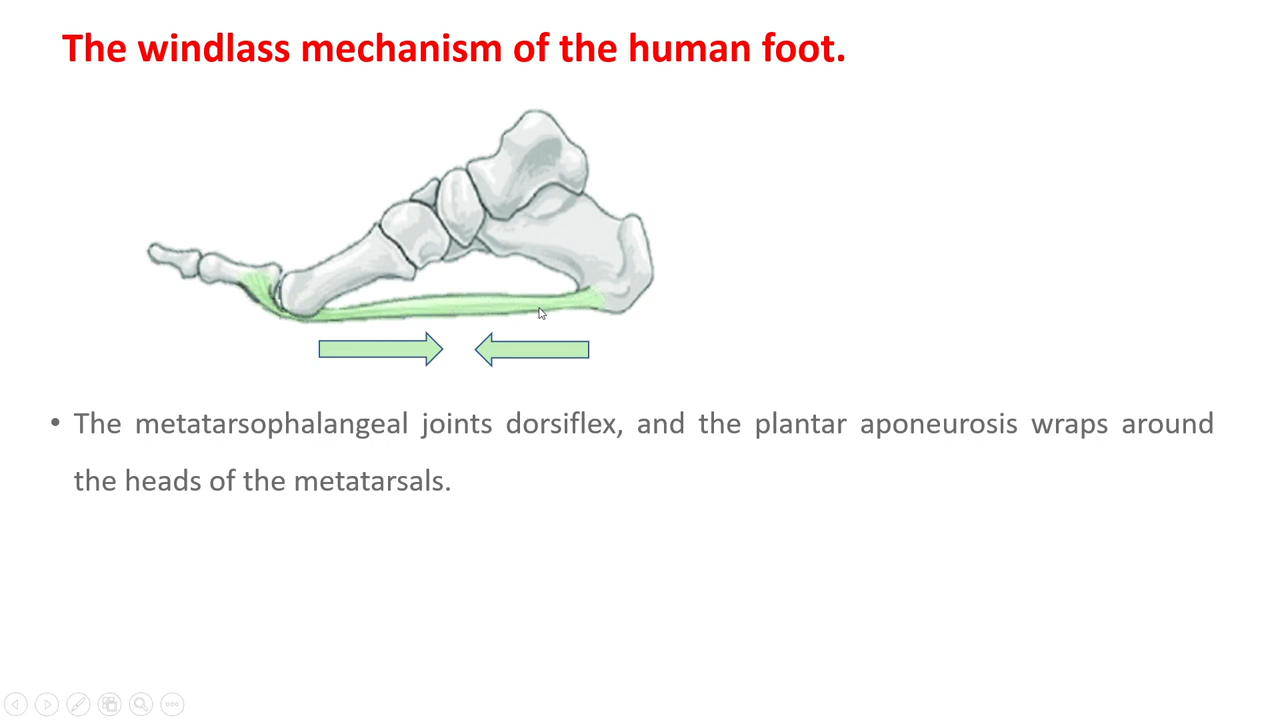 The windlass mechanism of the human foot.
• The metatarsophalangeal joints dorsiflex, and the plantar aponeurosis wraps around
the heads of the metatarsals.